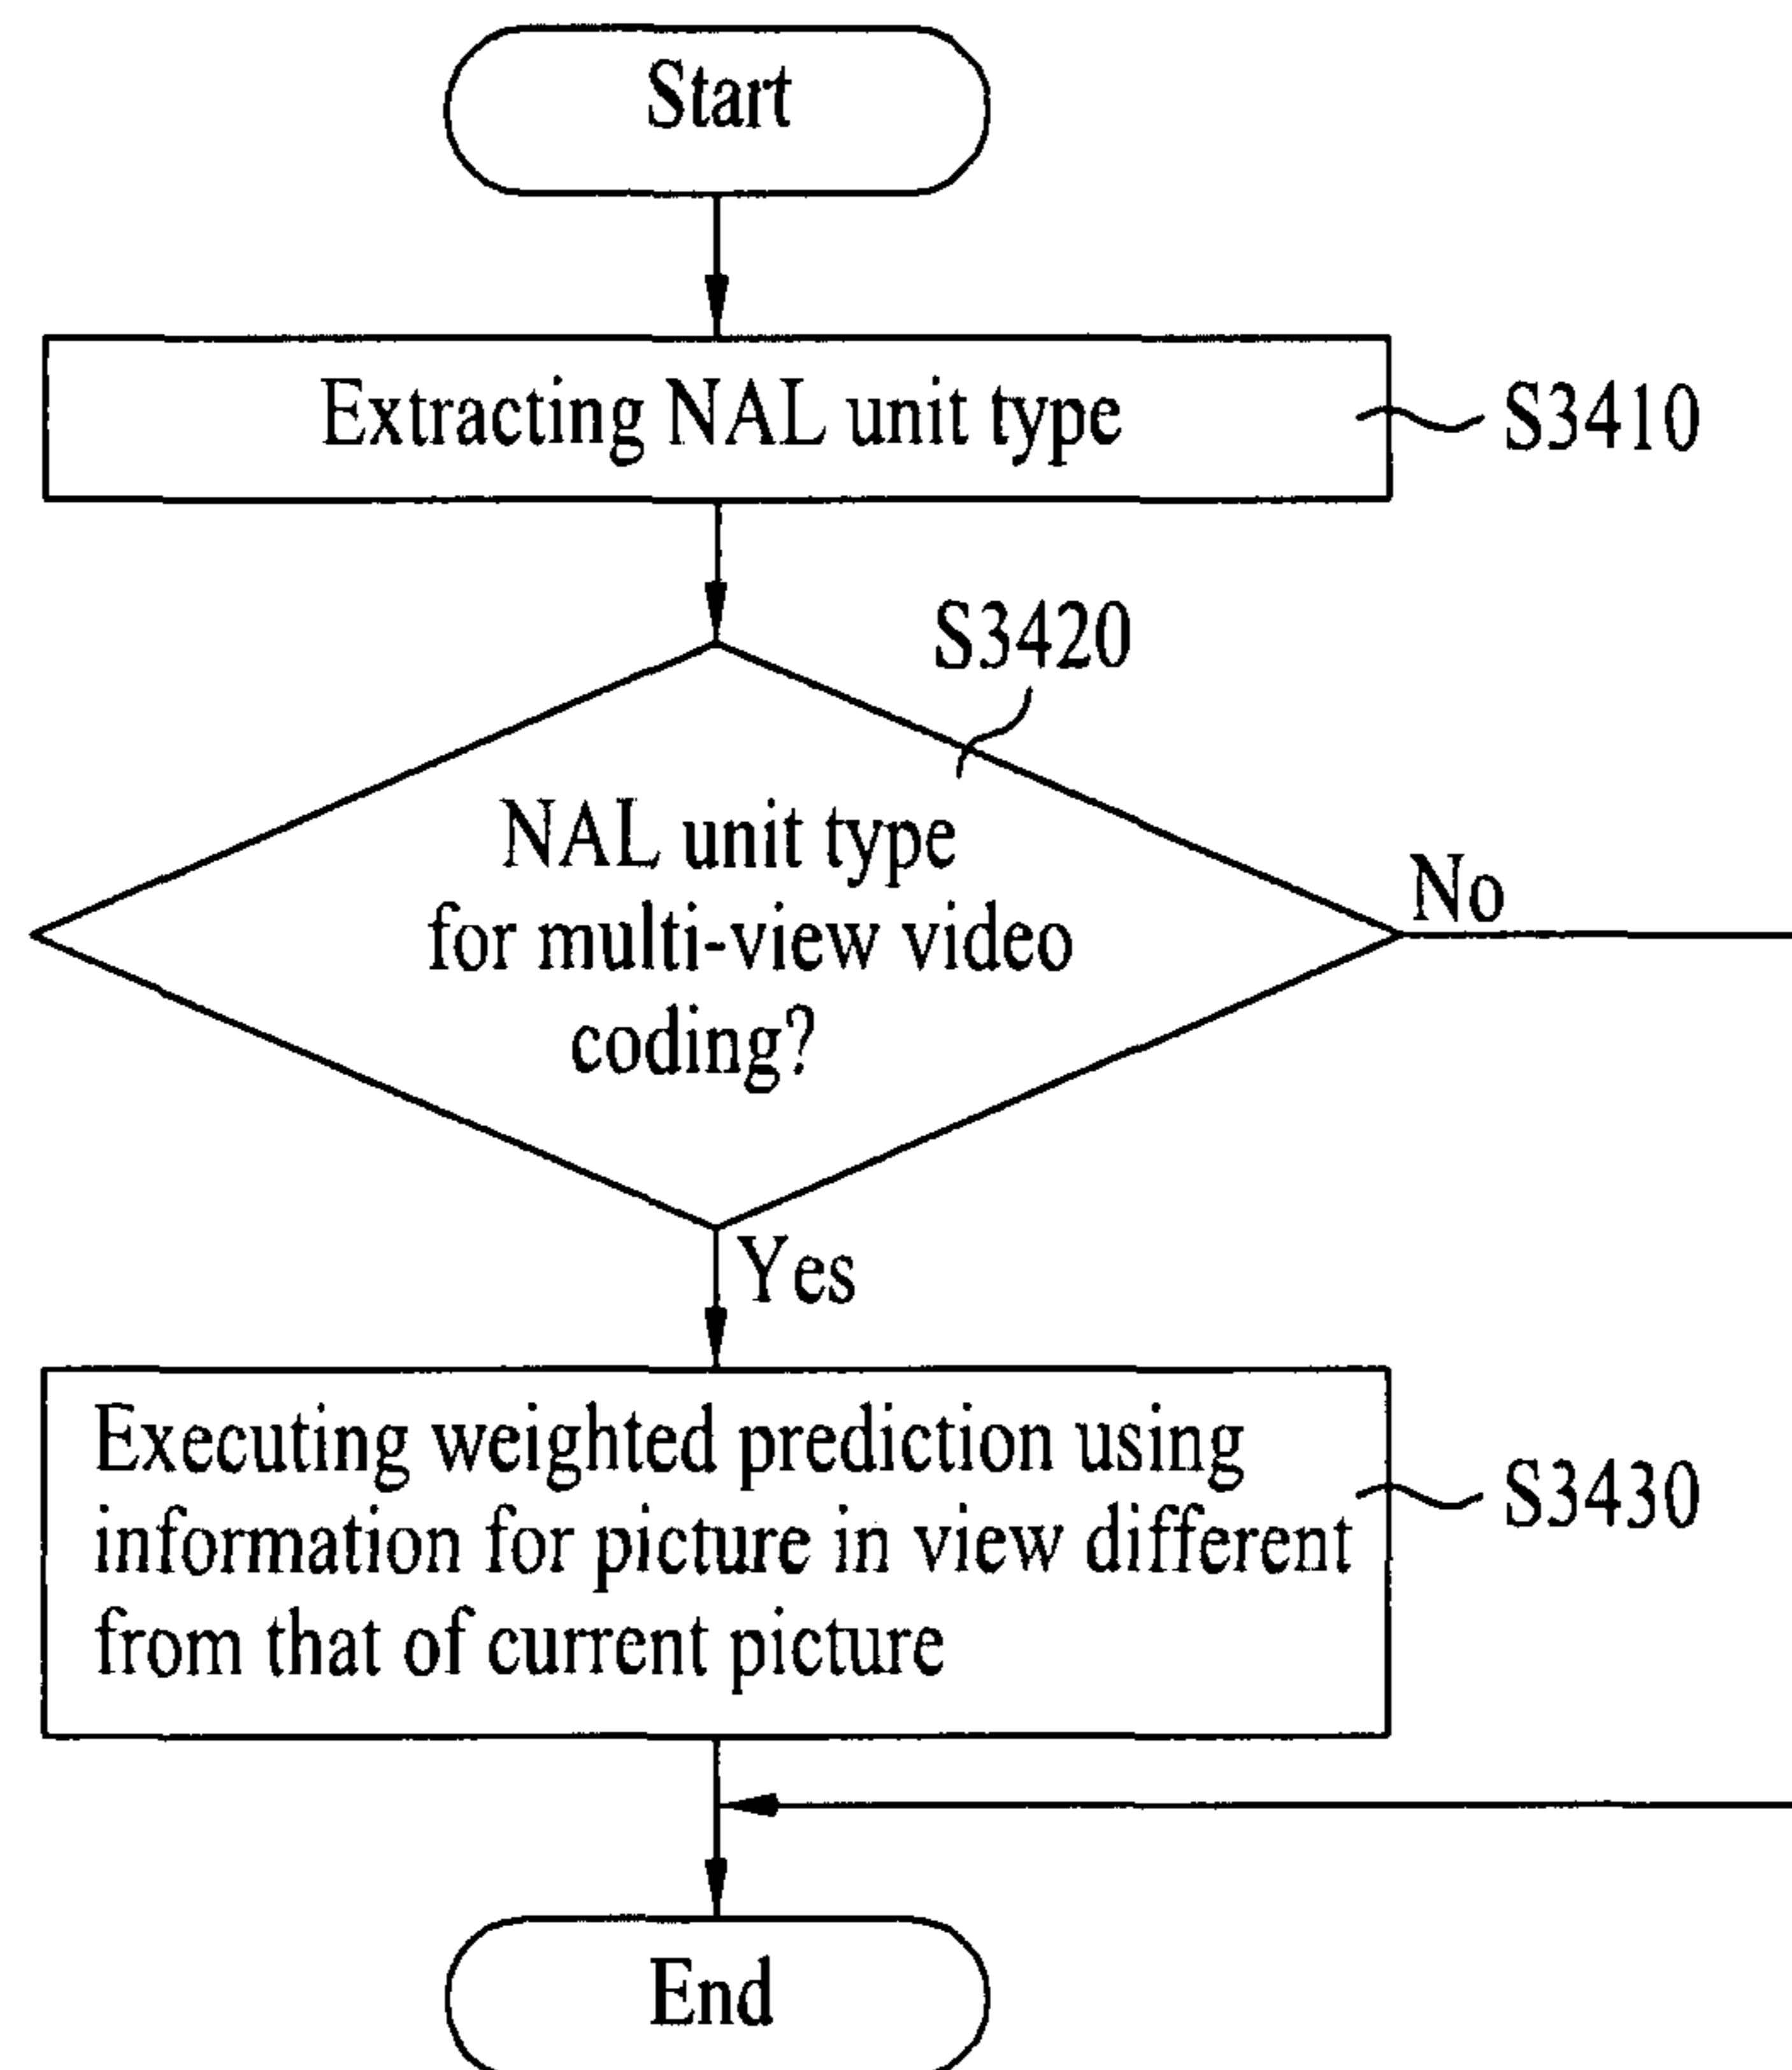 Start
Extracting NAL unit type
S3410
S3420
NAL unit type
for multi-view video
coding?
No
Yes
Executing weighted prediction using
information for picture in view different
from that of current picture
S3430
End